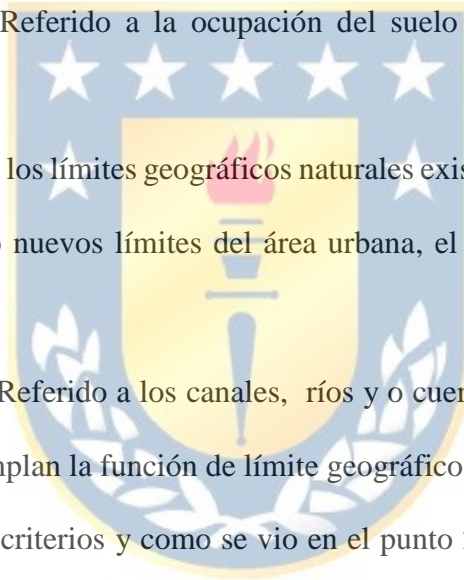 Referido a la ocupación del suelo
los límites geográficos naturales exis
nuevos límites del área urbana, el
Referido a los canales, ríos y o cuer
mplan la función de límite geográfico
criterios y como se vio en el punto